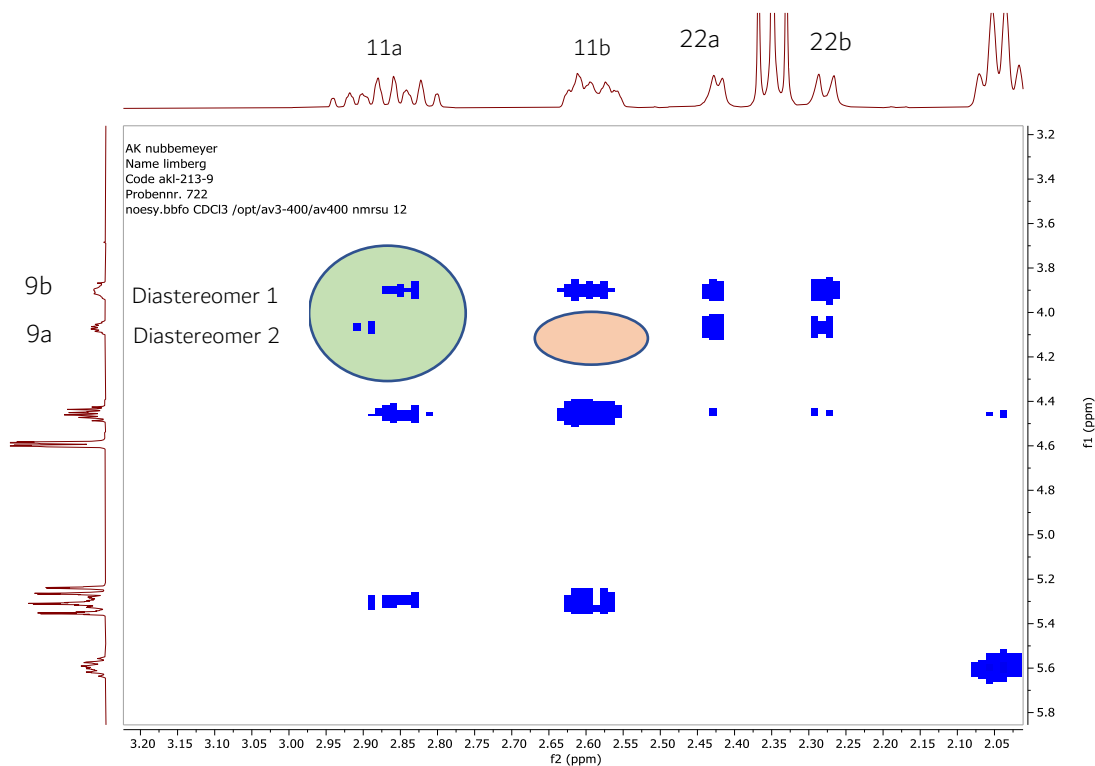 11a
11b
22a
22b
AK nubbemeyer
Name limberg
Code akl-213-9
Probennr. 722
noesy.bbfo CDCl3 /opt/av3-400/av400 nmrsu 12
9b
Diastereomer 1
9a
Diastereomer 2
3.2
3.4
3.6
3.8
4.0
4.2
4.4
4.6
4.8
5.0
5.2
5.4
5.6
5.8
f1 (ppm)
3.20 3.15 3.10 3.05 3.00 2.95 2.90 2.85 2.80 2.75 2.70 2.65 2.60 2.55 2.50 2.45 2.40 2.35 2.30 2.25 2.20 2.15 2.10 2.05
f2 (ppm)